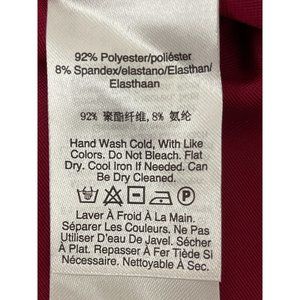 92% Polyester/poliéster
8% Spandex/elastano/Elasthan/
Elasthaan
92% 聚酯纤维, 8% 氨纶
Hand Wash Cold, With Like
Colors. Do Not Bleach. Flat
Dry. Cool Iron If Needed. Can
Be Dry Cleaned.
Laver À Froid À La Main.
Séparer Les Couleurs. Ne Pas
Utiliser D'eau De Javel. Sécher
À Plat. Repasser À Fer Tiède Si
Nécessaire. Nettoyable À Sec.